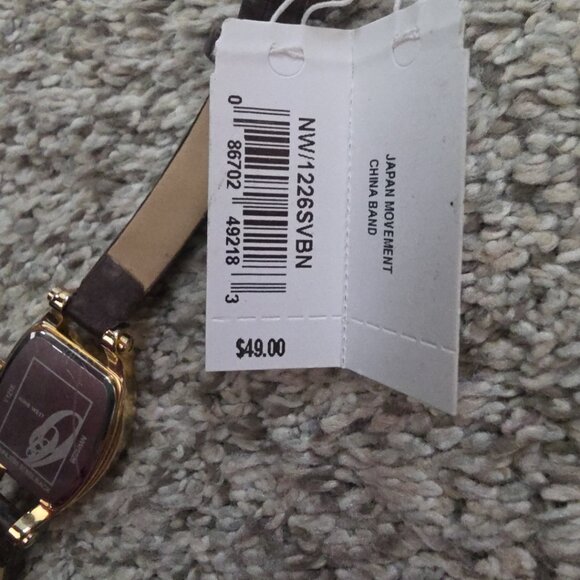 NW/1226SVBN
0 86702 49218 3
$49.00
JAPAN MOVEMENT
CHINA BAND